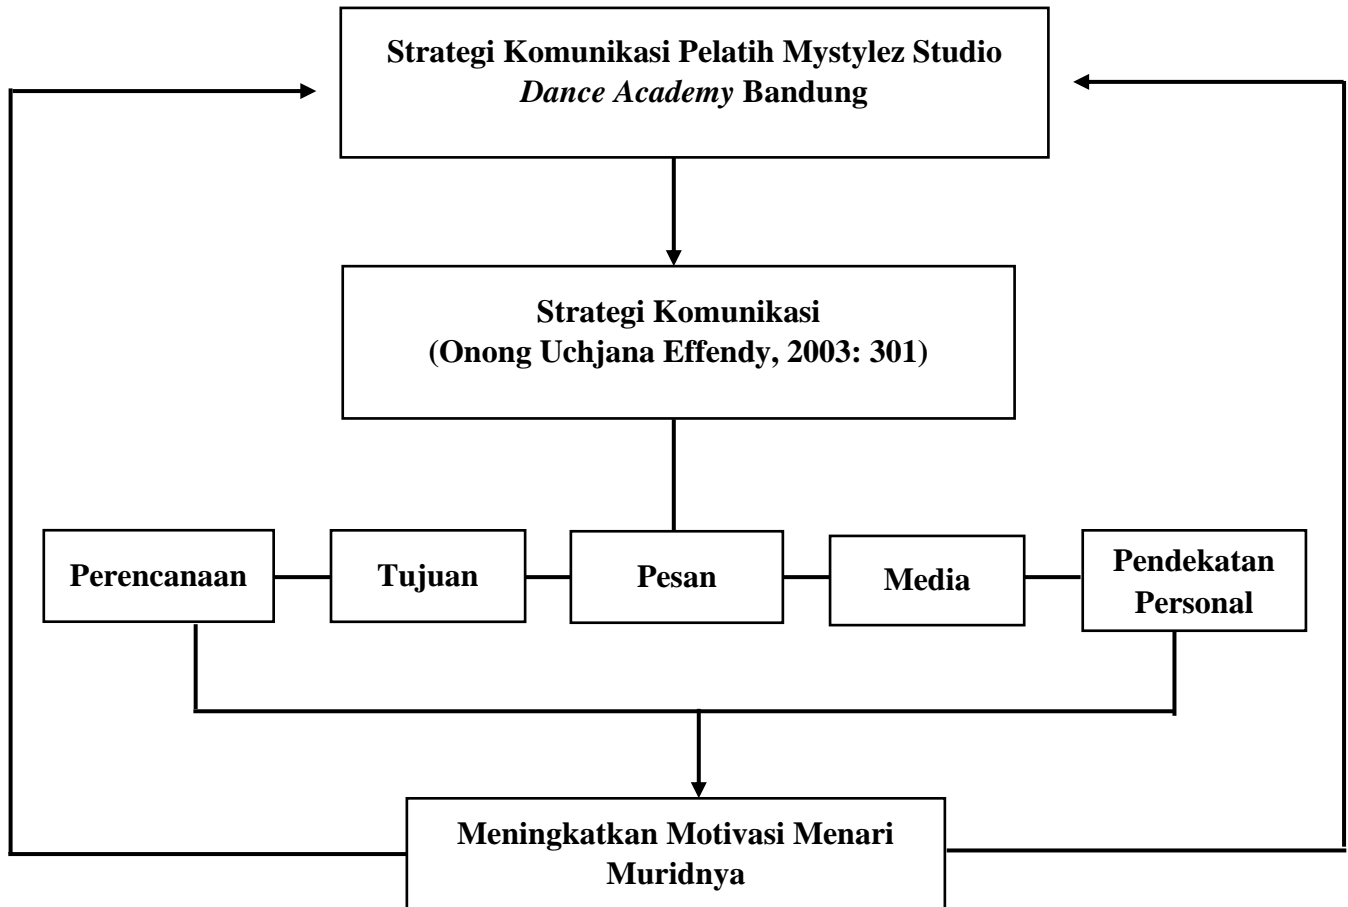 Strategi Komunikasi Pelatih Mystylez Studio
Dance Academy Bandung
Strategi Komunikasi
(Onong Uchjana Effendy, 2003: 301)
Perencanaan
Tujuan
Pesan
Media
Pendekatan
Personal
Meningkatkan Motivasi Menari
Muridnya